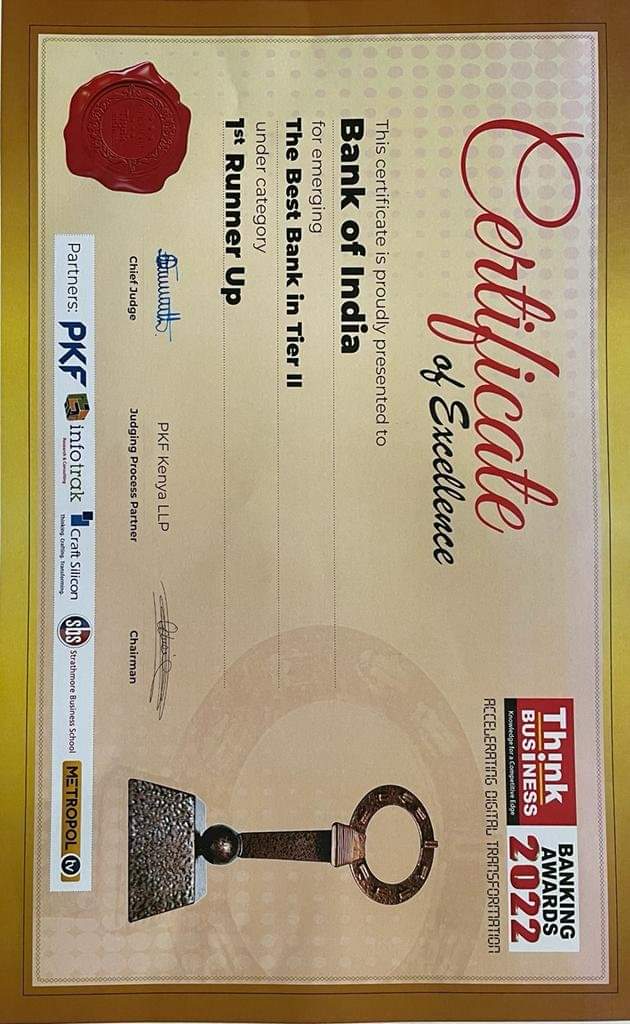 Certificate
of Excellence
Think
BUSINESS
Knowledge for a Competitive Edge
BANKING
AWARDS
2022
ACCELERATING DIGITAL TRANSFORMATION
This certificate is proudly presented to
Bank of India
for emerging
The Best Bank in Tier II
under category
1st Runner Up
Chief Judge
PKF Kenya LLP
Judging Process Partner
Chairman
Partners:
PKF
infotrak
Research & Consulting
Craft Silicon
Thinking. Crafting. Transforming.
sbs
Strathmore Business School
METROPOL tv